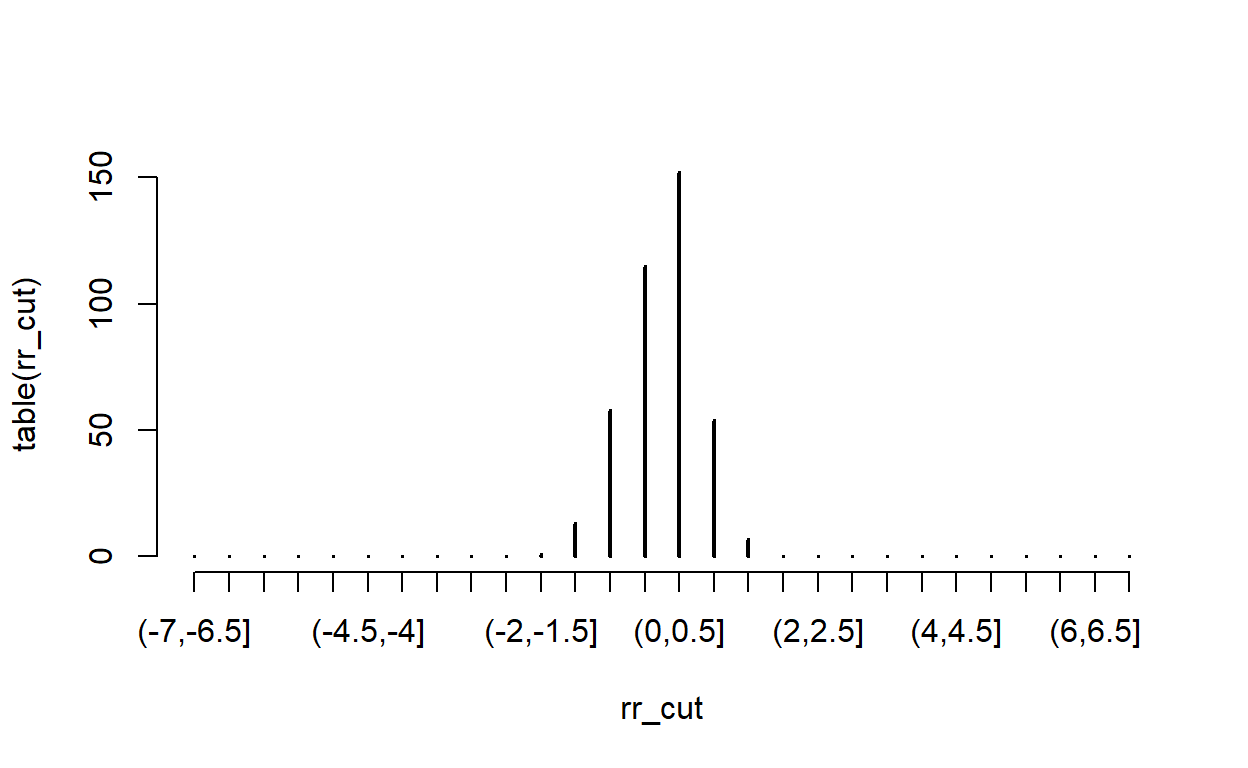 table(rr_cut)
150
100
50
0
(-7,-6.5] (-4.5,-4] (-2,-1.5] (0,0.5] (2,2.5] (4,4.5] (6,6.5]
rr_cut